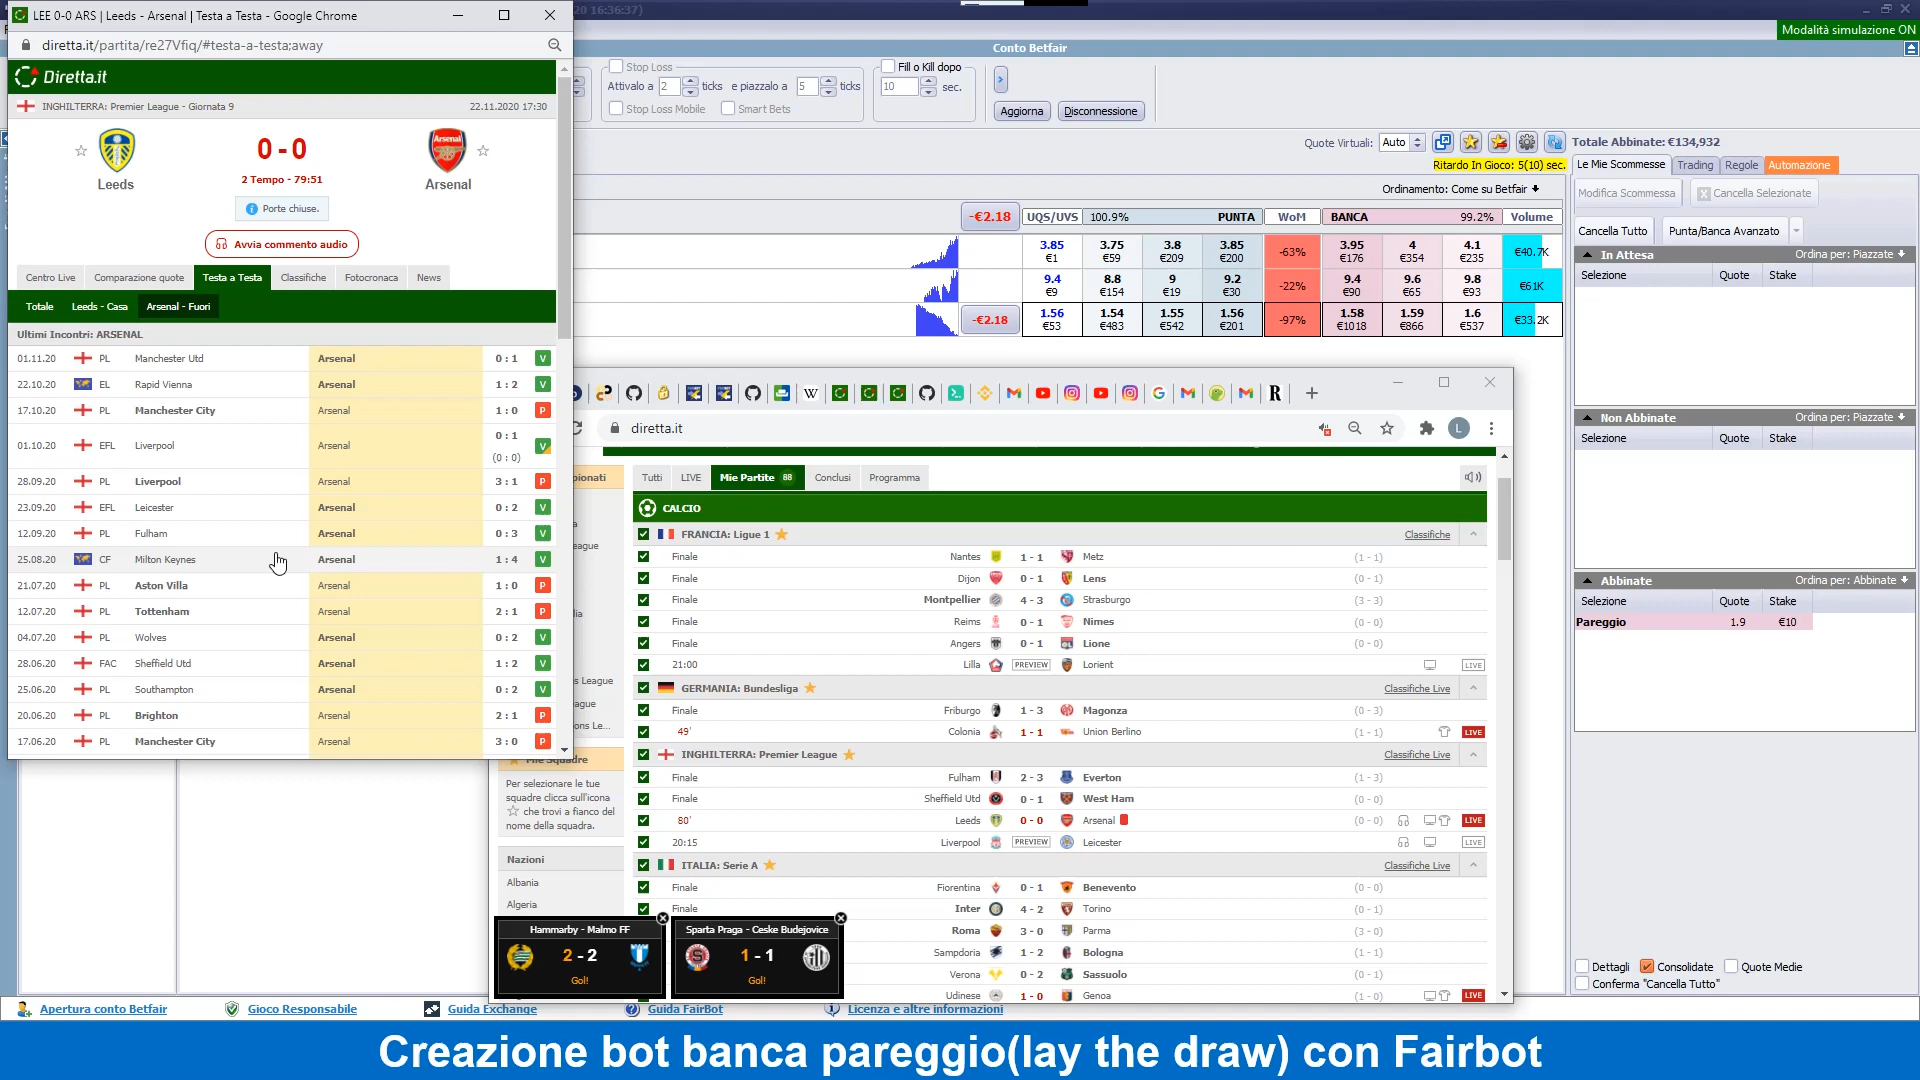 LEE 0-0 ARS | Leeds - Arsenal | Testa a Testa - Google Chrome
diretta.it/partita/re27Vfiq/#testa-a-testa;away
Diretta.it
INGHILTERRA: Premier League - Giornata 9 22.11.2020 17:30
0-0
Leeds Arsenal
2 Tempo - 79:51
Porte chiuse.
Avvia commento audio
Centro Live Comparazione quote Testa a Testa Classifiche Fotocronaca News
Totale Leeds - Casa Arsenal - Fuori
Ultimi Incontri: ARSENAL
01.11.20 PL Manchester Utd Arsenal 0 : 1 V
22.10.20 EL Rapid Vienna Arsenal 1 : 2 V
17.10.20 PL Manchester City Arsenal 1 : 0 P
01.10.20 EFL Liverpool Arsenal 0 : 1 (0 : 0) V
28.09.20 PL Liverpool Arsenal 3 : 1 P
23.09.20 EFL Leicester Arsenal 0 : 2 V
12.09.20 PL Fulham Arsenal 0 : 3 V
25.08.20 CF Milton Keynes Arsenal 1 : 4 V
21.07.20 PL Aston Villa Arsenal 1 : 0 P
12.07.20 PL Tottenham Arsenal 2 : 1 P
04.07.20 PL Wolves Arsenal 0 : 2 V
28.06.20 FAC Sheffield Utd Arsenal 1 : 2 V
25.06.20 PL Southampton Arsenal 0 : 2 V
20.06.20 PL Brighton Arsenal 2 : 1 P
17.06.20 PL Manchester City Arsenal 3 : 0 P
20 16:36:37)
Modalità simulazione ON
Conto Betfair
Stop Loss
Attivalo a 2 ticks e piazzalo a 5 ticks
Stop Loss Mobile Smart Bets
Fill o Kill dopo
10 sec.
Aggiorna Disconnessione
Quote Virtuali: Auto
Ritardo In Gioco: 5(10) sec.
Ordinamento: Come su Betfair
-€2.18 UQS/UVS 100.9% PUNTA WoM BANCA 99.2% Volume
3.85 3.75 3.8 3.85 -63% 3.95 4 4.1 €40.7K
€1 €59 €209 €200 €176 €354 €235
9.4 8.8 9 9.2 -22% 9.4 9.6 9.8 €61K
€9 €154 €19 €30 €90 €65 €93
-€2.18 1.56 1.54 1.55 1.56 -97% 1.58 1.59 1.6 €33.2K
€53 €483 €542 €201 €1018 €866 €537
Totale Abbinate: €134,932
Le Mie Scommesse Trading Regole Automazione
Modifica Scommessa Cancella Selezionate
Cancella Tutto Punta/Banca Avanzato
In Attesa Ordina per: Piazzate
Selezione Quote Stake
Non Abbinate Ordina per: Piazzate
Selezione Quote Stake
Abbinate Ordina per: Abbinate
Selezione Quote Stake
Pareggio 1.9 €10
Dettagli Consolidate Quote Medie
Conferma "Cancella Tutto"
diretta.it
L
Tutti LIVE Mie Partite 88 Conclusi Programma
CALCIO
FRANCIA: Ligue 1 Classifiche
Finale Nantes 1 - 1 Metz (1 - 1)
Finale Dijon 0 - 1 Lens (0 - 1)
Finale Montpellier 4 - 3 Strasburgo (3 - 3)
Finale Reims 0 - 1 Nimes (0 - 0)
Finale Angers 0 - 1 Lione (0 - 0)
21:00 Lilla PREVIEW Lorient LIVE
GERMANIA: Bundesliga Classifiche Live
Finale Friburgo 1 - 3 Magonza (0 - 3)
49' Colonia 1 - 1 Union Berlino (1 - 1) LIVE
INGHILTERRA: Premier League Classifiche Live
Finale Fulham 2 - 3 Everton (1 - 3)
Finale Sheffield Utd 0 - 1 West Ham (0 - 0)
80' Leeds 0 - 0 Arsenal (0 - 0) LIVE
20:15 Liverpool PREVIEW Leicester LIVE
ITALIA: Serie A Classifiche Live
Finale Fiorentina 0 - 1 Benevento (0 - 0)
Finale Inter 4 - 2 Torino (0 - 1)
Roma 3 - 0 Parma (3 - 0)
Sampdoria 1 - 2 Bologna (1 - 1)
Verona 0 - 2 Sassuolo (0 - 1)
Udinese 1 - 0 Genoa (1 - 0) LIVE
pionati
eague
lia
s League
ague
ons Le...
Mie Squadre
Per selezionare le tue
squadre clicca sull'icona
che trovi a fianco del
nome della squadra.
Nazioni
Albania
Algeria
Hammarby - Malmo FF
2 - 2
Gol!
Sparta Praga - Ceske Budejovice
1 - 1
Gol!
Apertura conto Betfair Gioco Responsabile Guida Exchange Guida FairBot Licenza e altre informazioni
Creazione bot banca pareggio(lay the draw) con Fairbot